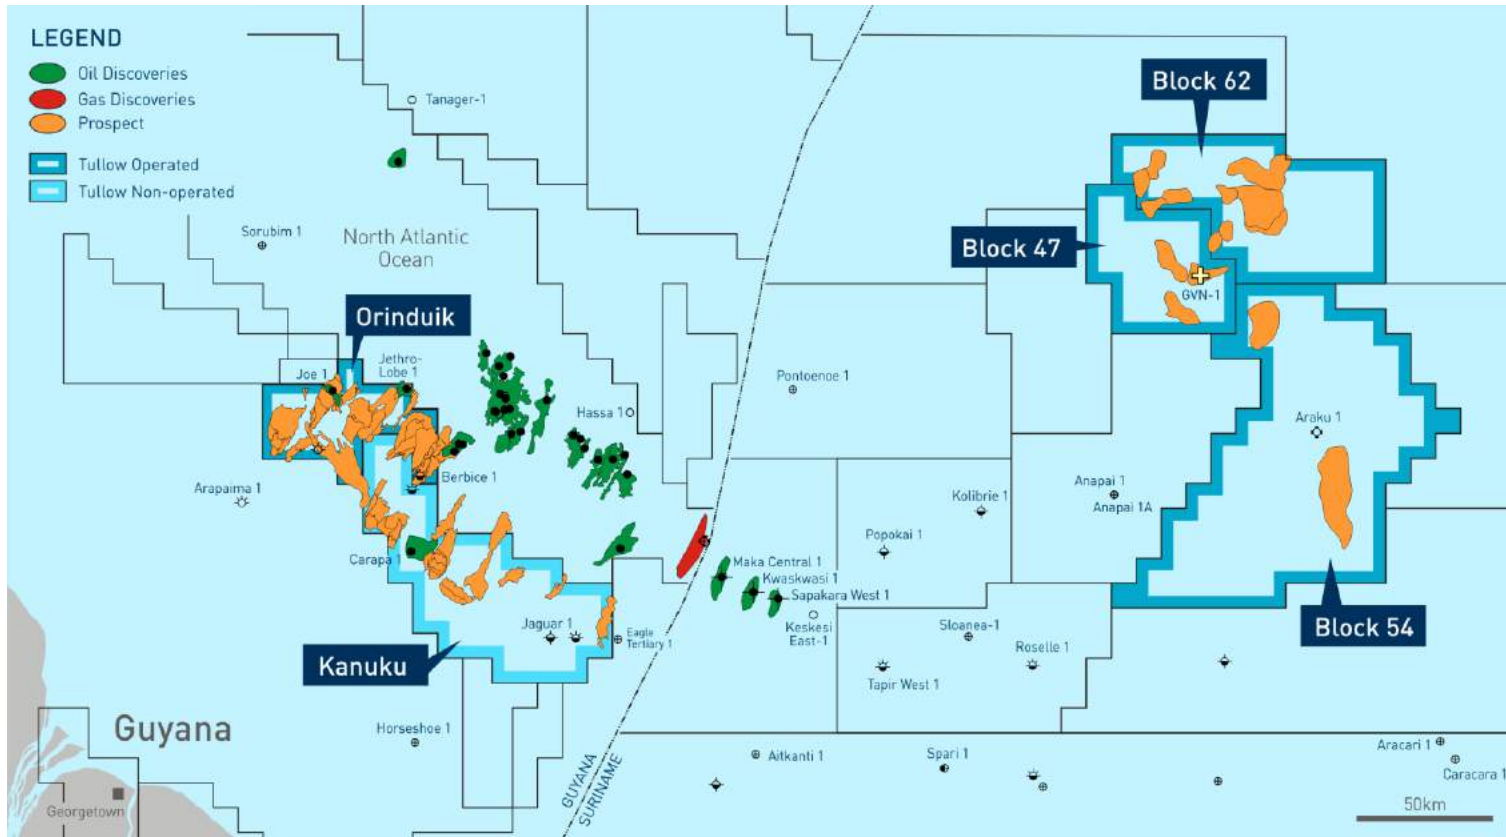 LEGEND
Oil Discoveries
Gas Discoveries
Prospect
Tullow Operated
Tullow Non-operated
Tanager-1
Block 62
Sorubim 1
North Atlantic
Ocean
Block 47
GVN-1
Orinduik
Joe 1
Jethro-
Lobe 1
Pontoenoe 1
Hassa 1
Araku 1
Arapaima 1
Berbice 1
Kolibrie 1
Anapai 1
Anapai 1A
Popokai 1
Carapa 1
Maka Central 1
Kwaskwasi 1
Sapakara West 1
Keskesi
East-1
Jaguar 1
Eagle
Tertiary 1
Sloanea-1
Roselle 1
Block 54
Kanuku
Tapir West 1
Guyana
Horseshoe 1
GUYANA
SURINAME
Aitkanti 1
Spari 1
Aracari 1
Caracara 1
Georgetown
50km